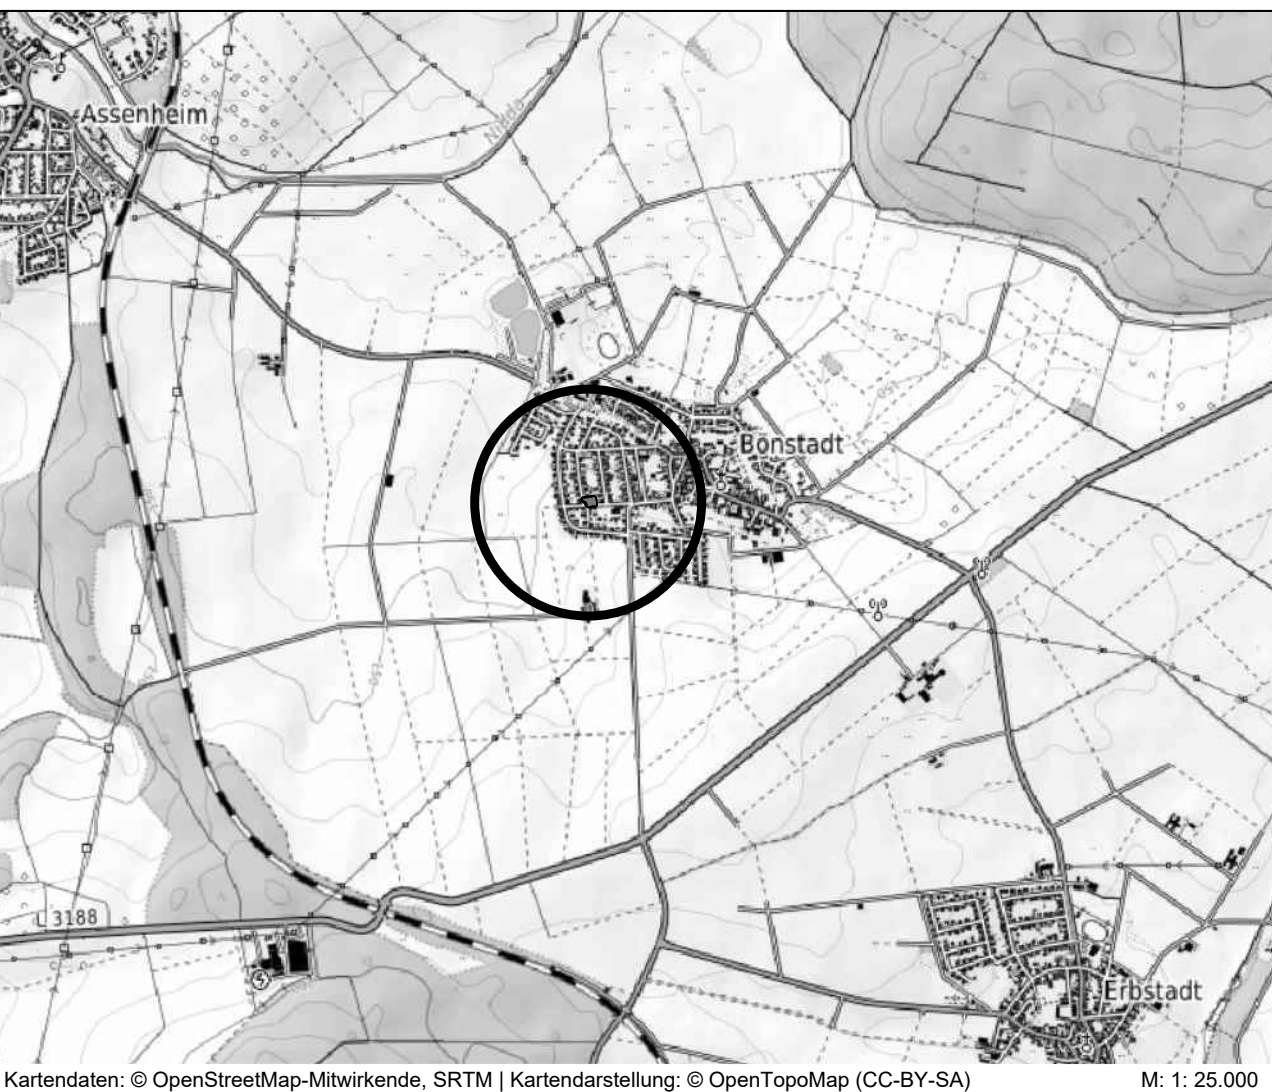 Assenheim
Nidda
Bönstadt
L 3188
Erbstadt
Kartendaten: © OpenStreetMap-Mitwirkende, SRTM | Kartendarstellung: © OpenTopoMap (CC-BY-SA)
M: 1: 25.000